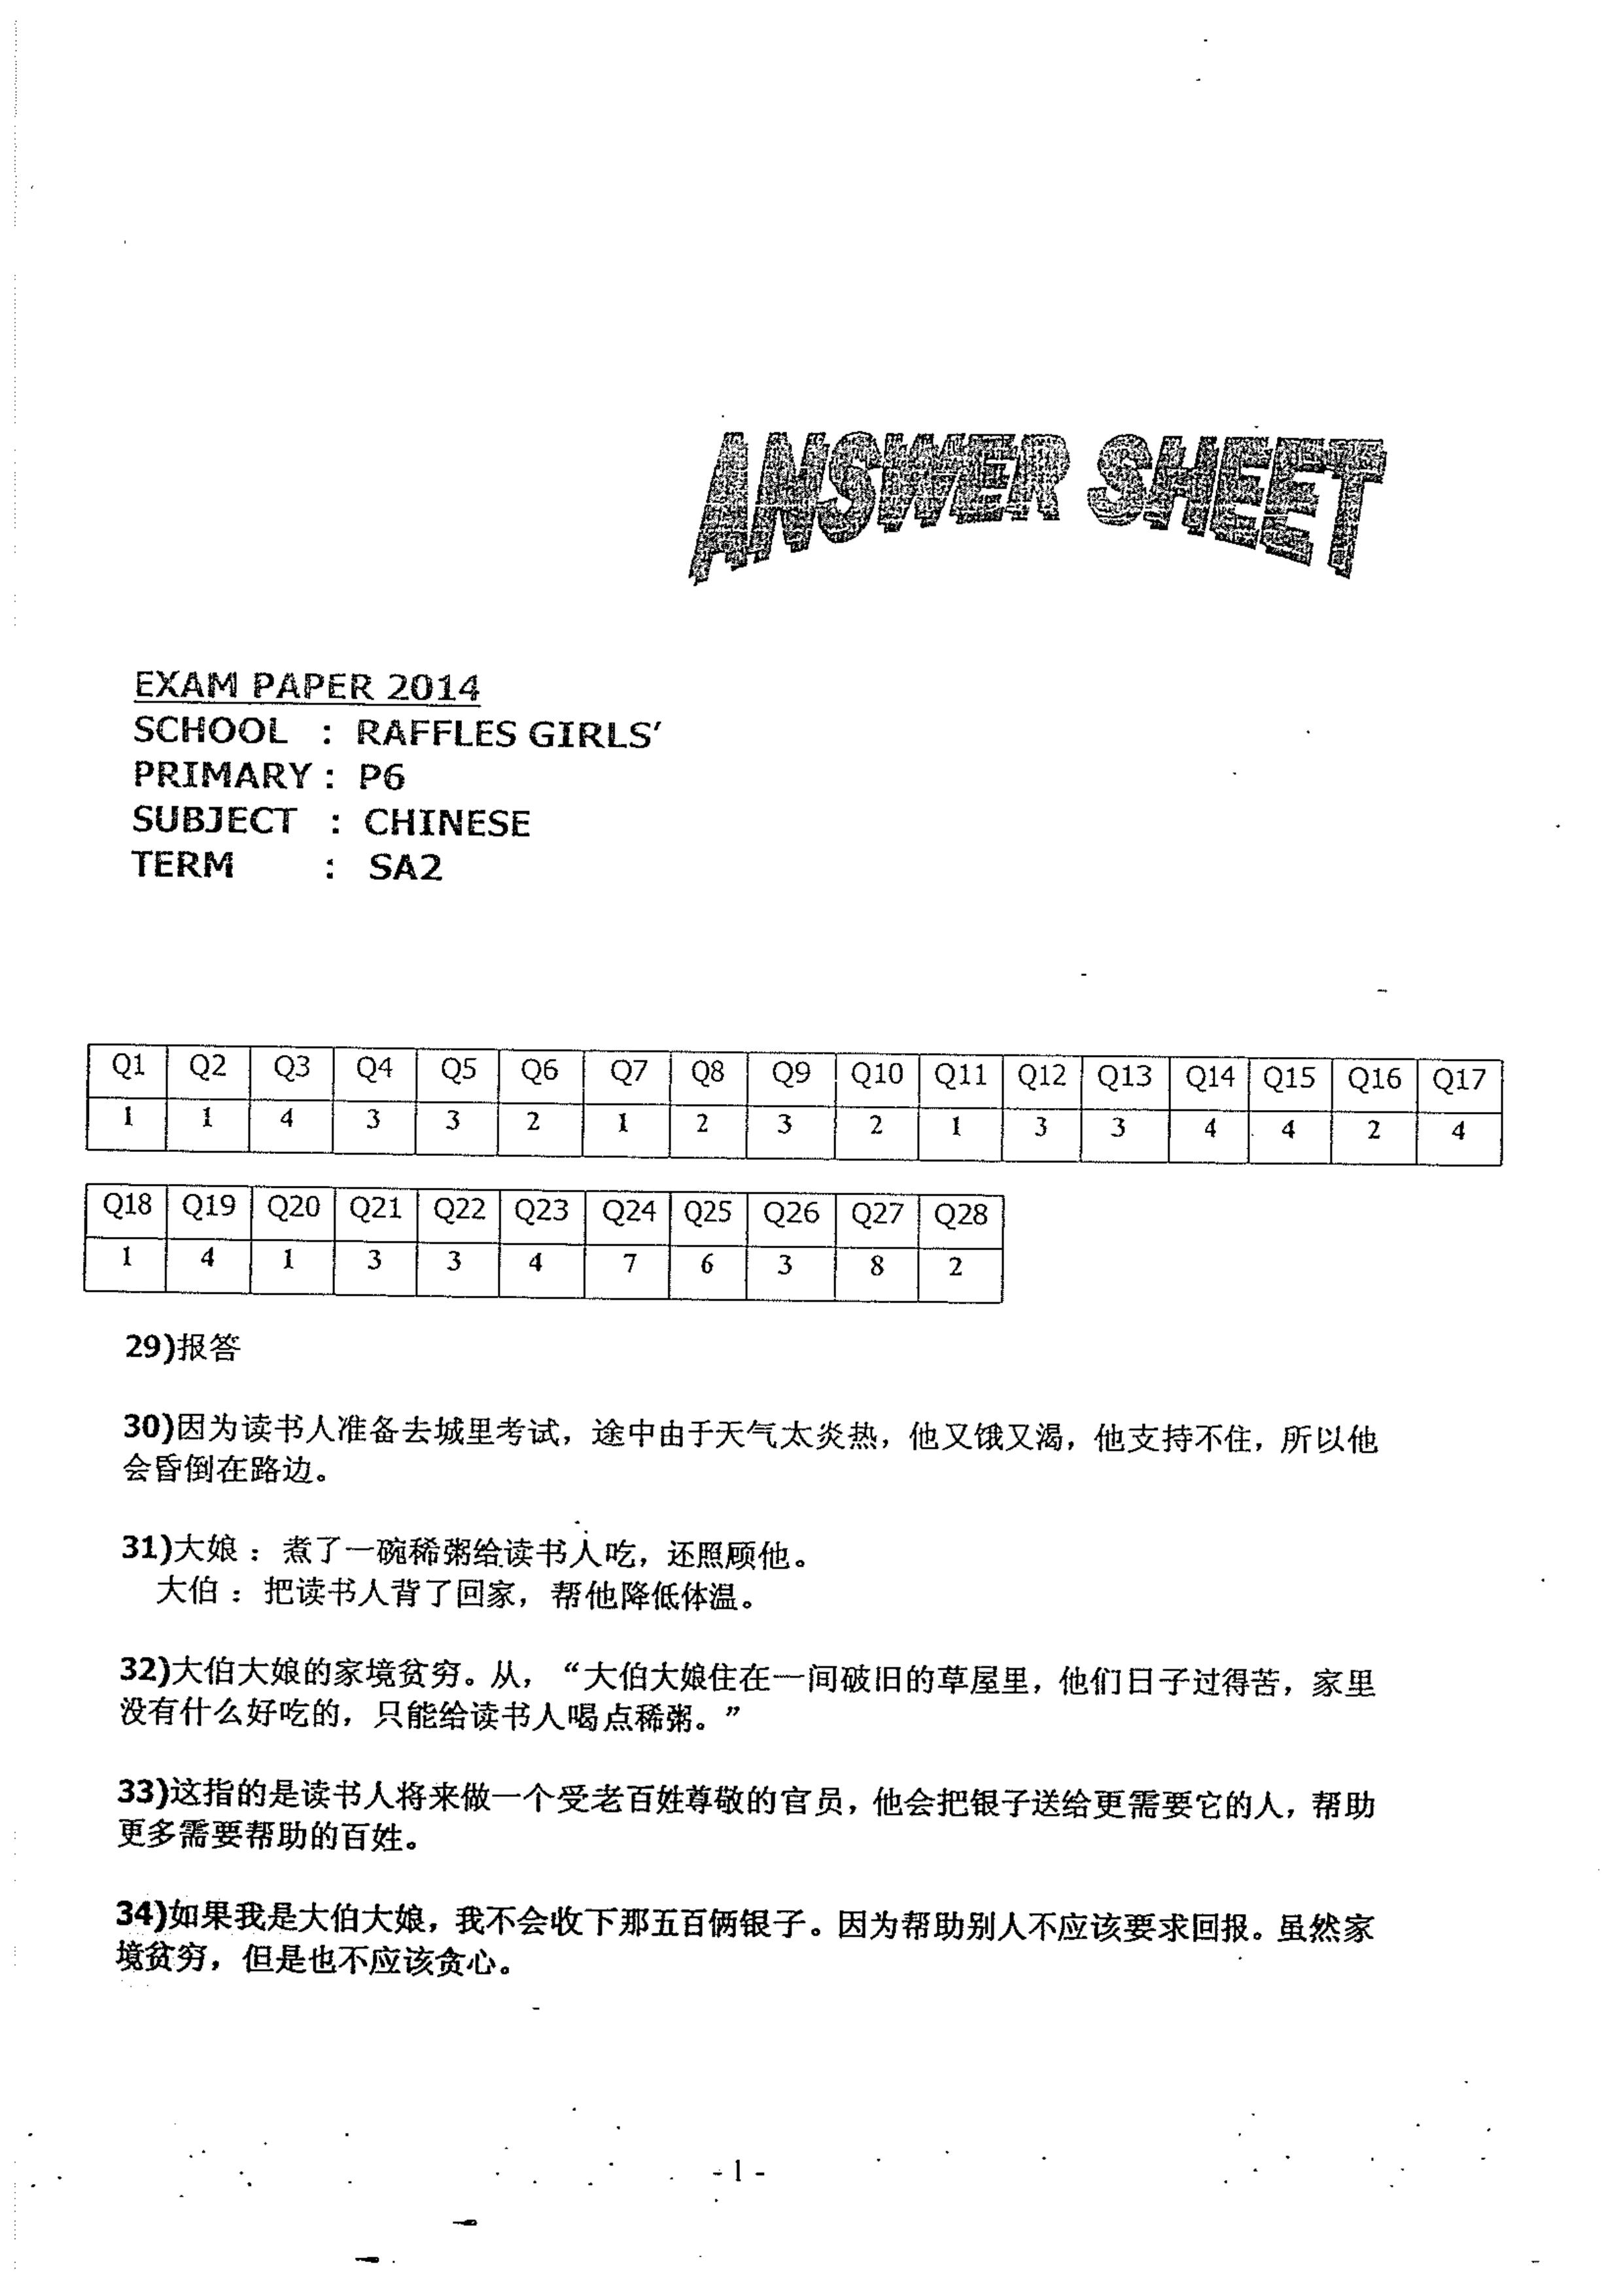 ANSWER SHEET
EXAM PAPER 2014
SCHOOL : RAFFLES GIRLS'
PRIMARY : P6
SUBJECT : CHINESE
TERM : SA2
Q1 Q2 Q3 Q4 Q5 Q6 Q7 Q8 Q9 Q10 Q11 Q12 Q13 Q14 Q15 Q16 Q17
1 1 4 3 3 2 1 2 3 2 1 3 3 4 4 2 4
Q18 Q19 Q20 Q21 Q22 Q23 Q24 Q25 Q26 Q27 Q28
1 4 1 3 3 4 7 6 3 8 2
29)报答
30)因为读书人准备去城里考试，途中由于天气太炎热，他又饿又渴，他支持不住，所以他
会昏倒在路边。
31)大娘：煮了一碗稀粥给读书人吃，还照顾他。
大伯：把读书人背了回家，帮他降低体温。
32)大伯大娘的家境贫穷。从，“大伯大娘住在一间破旧的草屋里，他们日子过得苦，家里
没有什么好吃的，只能给读书人喝点稀粥。”
33)这指的是读书人将来做一个受老百姓尊敬的官员，他会把银子送给更需要它的人，帮助
更多需要帮助的百姓。
34)如果我是大伯大娘，我不会收下那五百俩银子。因为帮助别人不应该要求回报。虽然家
境贫穷，但是也不应该贪心。
- 1 -